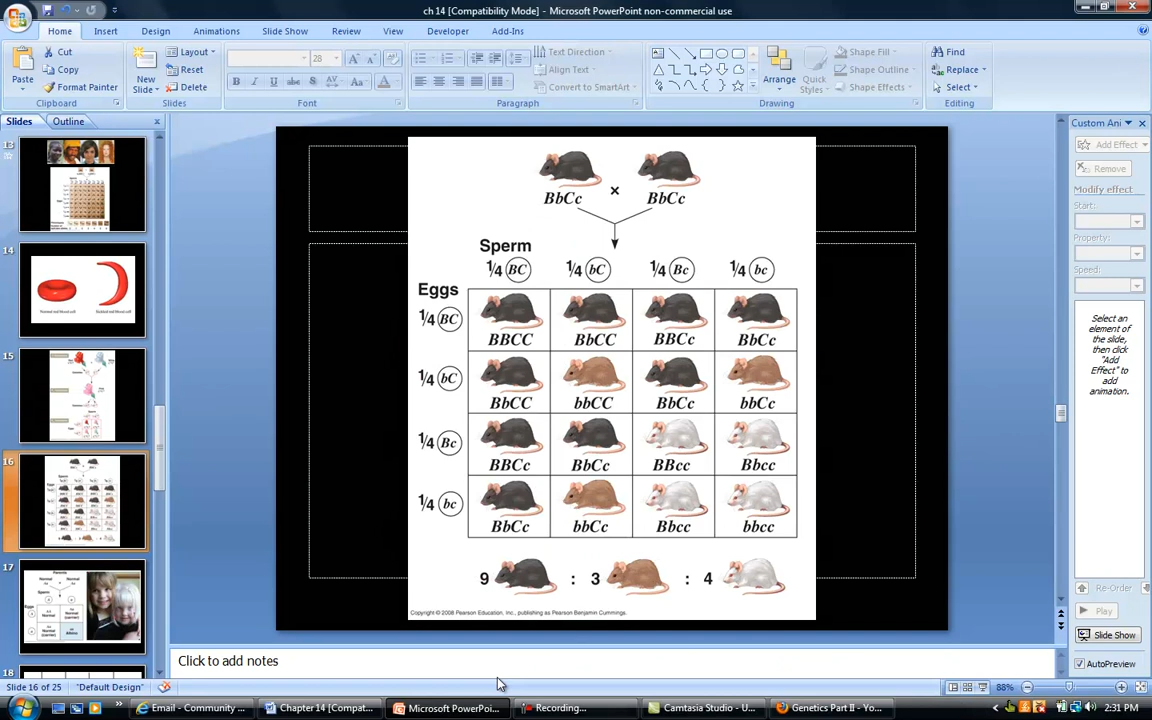 ch 14 [Compatibility Mode] - Microsoft PowerPoint non-commercial use
Home Insert Design Slide Show Animations Review View Developer Add-Ins
Paste
Cut
Copy
Format Painter
Clipboard
New Slide
Layout
Reset
Delete
Slides
28
B I U abc S AV Aa A
Font
Text Direction
Align Text
Convert to SmartArt
Paragraph
Arrange
Quick Styles
Shape Fill
Shape Outline
Shape Effects
Drawing
Find
Replace
Select
Editing
Slides Outline
13
14
15
16
17
18
BbCc × BbCc
Sperm
1/4 BC 1/4 bC 1/4 Bc 1/4 bc
Eggs
1/4 BC
BBCC BbCC BBCc BbCc
1/4 bC
BbCC bbCC BbCc bbCc
1/4 Bc
BBCc BbCc BBcc Bbcc
1/4 bc
BbCc bbCc Bbcc bbcc
9 : 3 : 4
Copyright © 2008 Pearson Education, Inc., publishing as Pearson Benjamin Cummings.
Custom Ani
Add Effect
Remove
Modify effect
Start:
Property:
Speed:
Select an
element of
the slide,
then click
"Add
Effect" to
add
animation.
Re-Order
Play
Slide Show
AutoPreview
Click to add notes
Slide 16 of 25 "Default Design" 88%
Email - Community ... Chapter 14 [Compat... Microsoft PowerPoi... Recording... Camtasia Studio - U... Genetics Part II - Yo... 2:31 PM